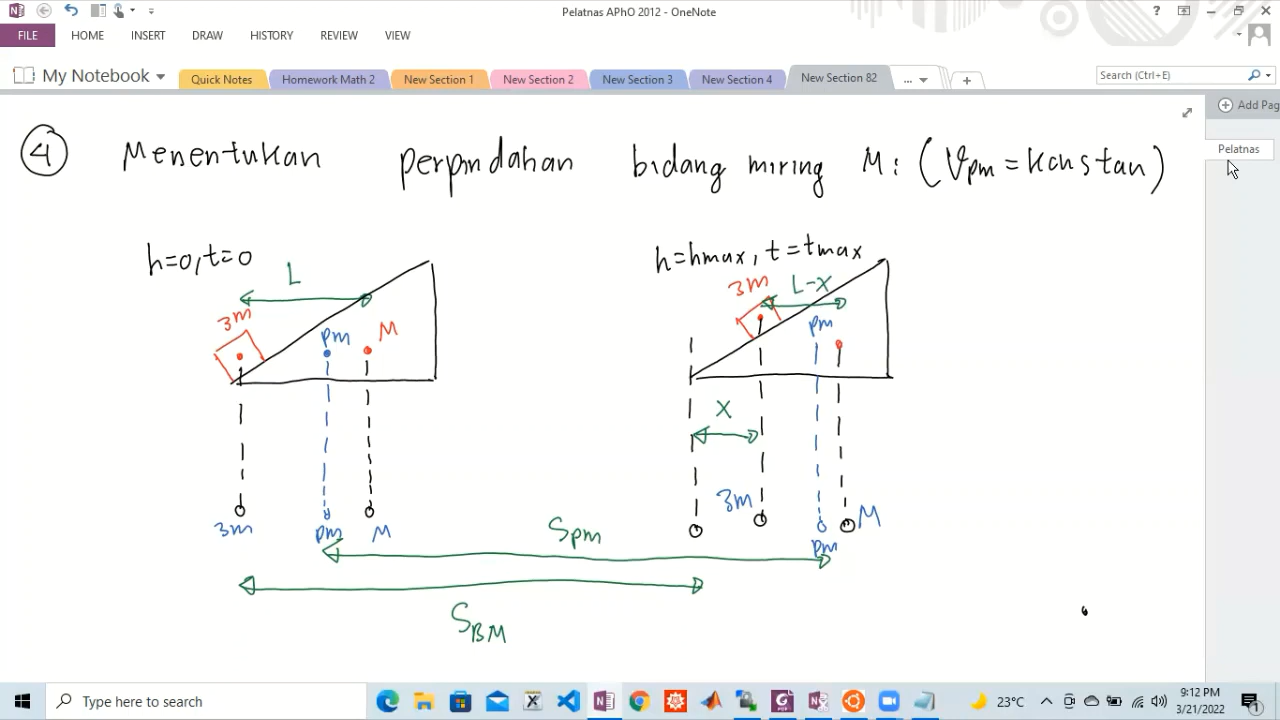 Pelatnas APhO 2012 - OneNote
FILE HOME INSERT DRAW HISTORY REVIEW VIEW
My Notebook Quick Notes Homework Math 2 New Section 1 New Section 2 New Section 3 New Section 4 New Section 82 ... Search (Ctrl+E)
Add Pag
Pelatnas
4 Menentukan perpindahan bidang miring M: (Vpm = konstan)
h=0, t=0
h=hmax, t=tmax
L
3m
pm
M
3m
L-x
pm
x
3m
pm
M
3m
M
pm
Spm
SBM
Type here to search
23°C
9:12 PM
3/21/2022